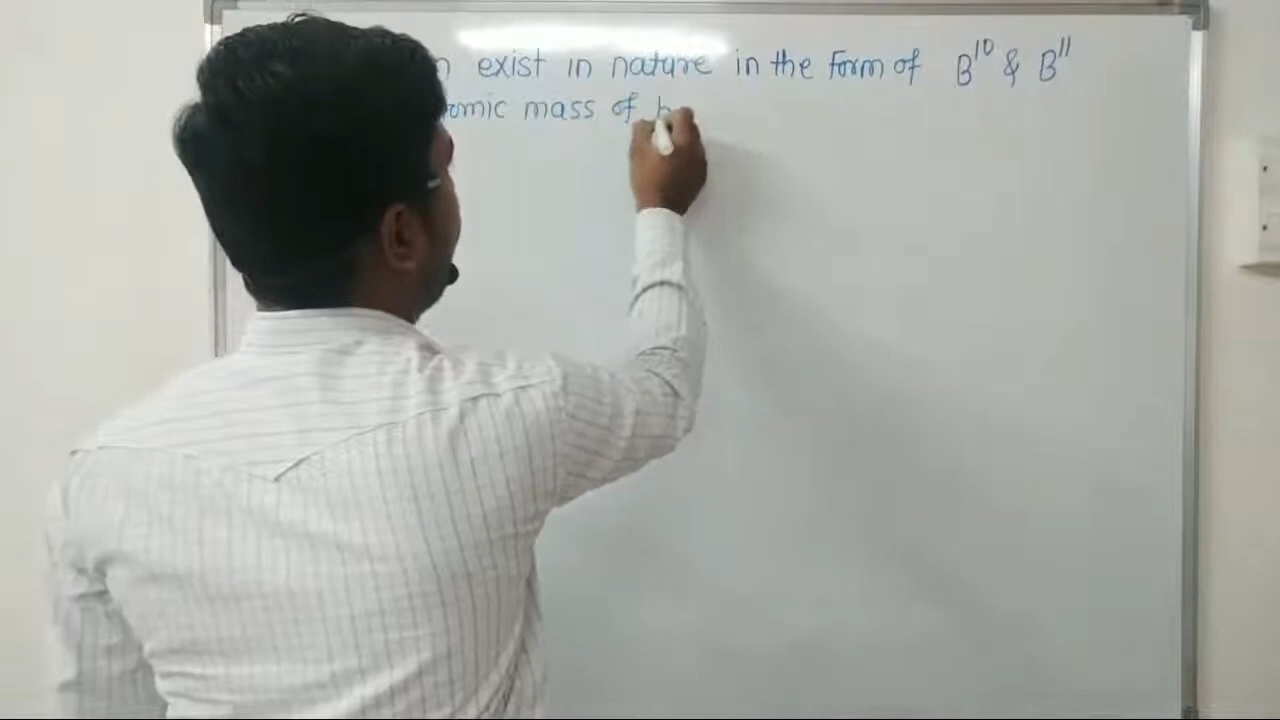 exist in nature in the form of B¹⁰ & B¹¹
mass of